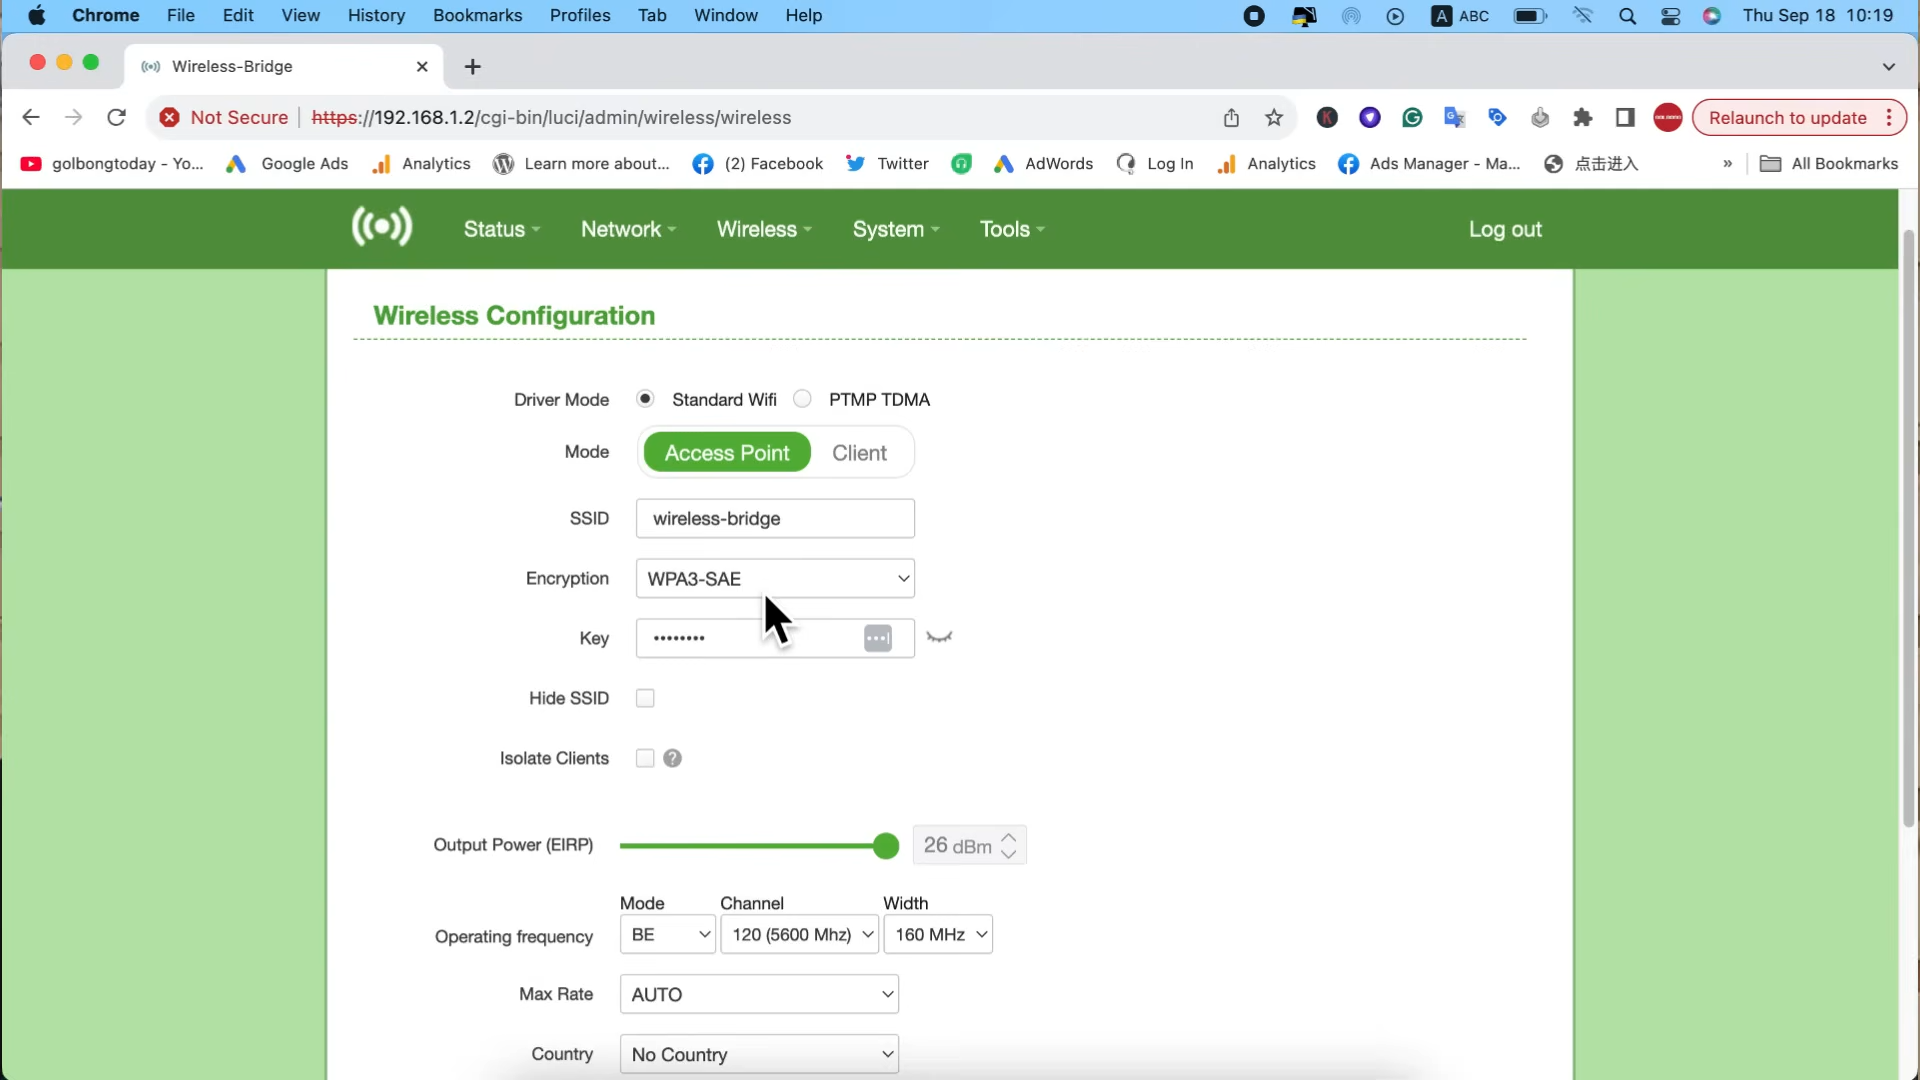 Chrome File Edit View History Bookmarks Profiles Tab Window Help A ABC Thu Sep 18 10:19
Wireless-Bridge
Not Secure https://192.168.1.2/cgi-bin/luci/admin/wireless/wireless Relaunch to update
golbongtoday - Yo... Google Ads Analytics Learn more about... (2) Facebook Twitter AdWords Log In Analytics Ads Manager - Ma... 点击进入 » All Bookmarks
Status Network Wireless System Tools Log out
Wireless Configuration
Driver Mode Standard Wifi PTMP TDMA
Mode Access Point Client
SSID wireless-bridge
Encryption WPA3-SAE
Key ••••••••
Hide SSID
Isolate Clients ?
Output Power (EIRP) 26 dBm
Mode Channel Width
Operating frequency BE 120 (5600 Mhz) 160 MHz
Max Rate AUTO
Country No Country